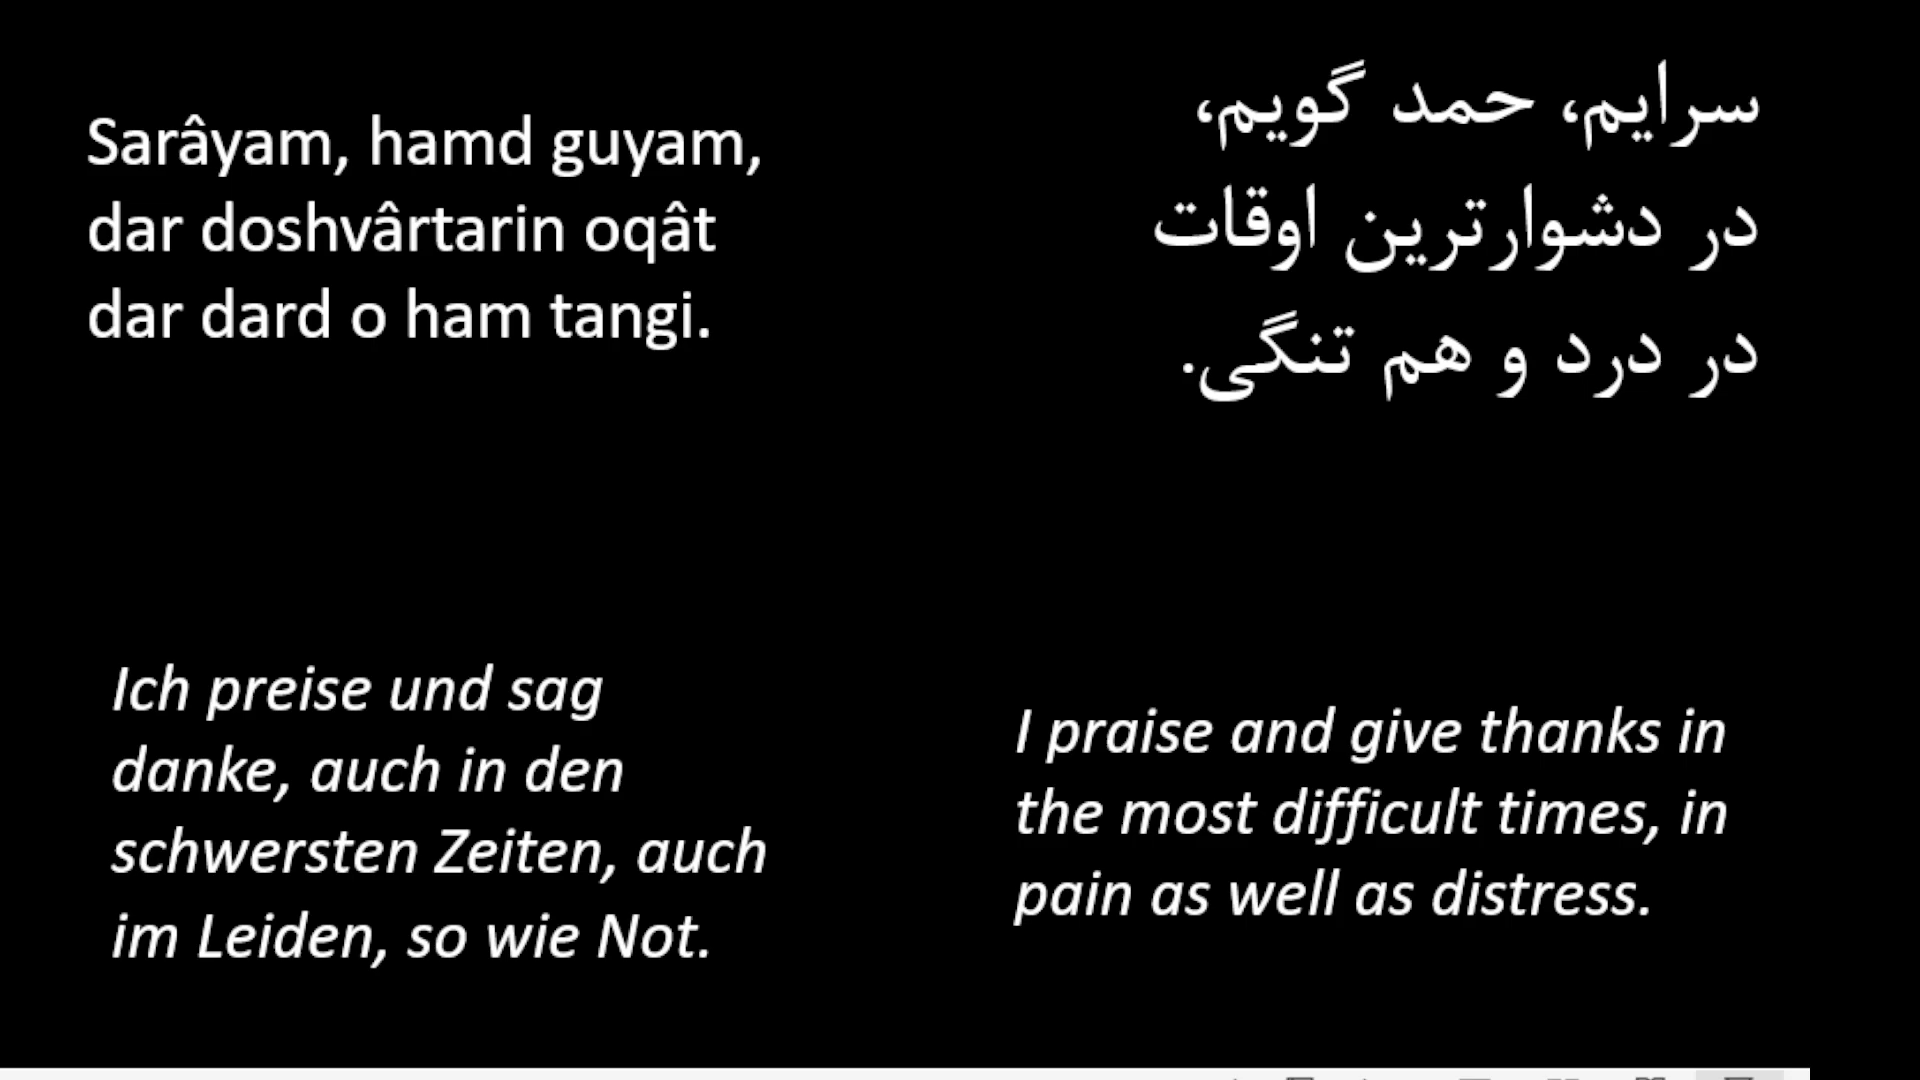 Sarâyam, hamd guyam,
dar doshvârtarin oqât
dar dard o ham tangi.
سرایم، حمد گویم،
در دشوارترین اوقات
در درد و هم تنگی.
Ich preise und sag
danke, auch in den
schwersten Zeiten, auch
im Leiden, so wie Not.
I praise and give thanks in
the most difficult times, in
pain as well as distress.